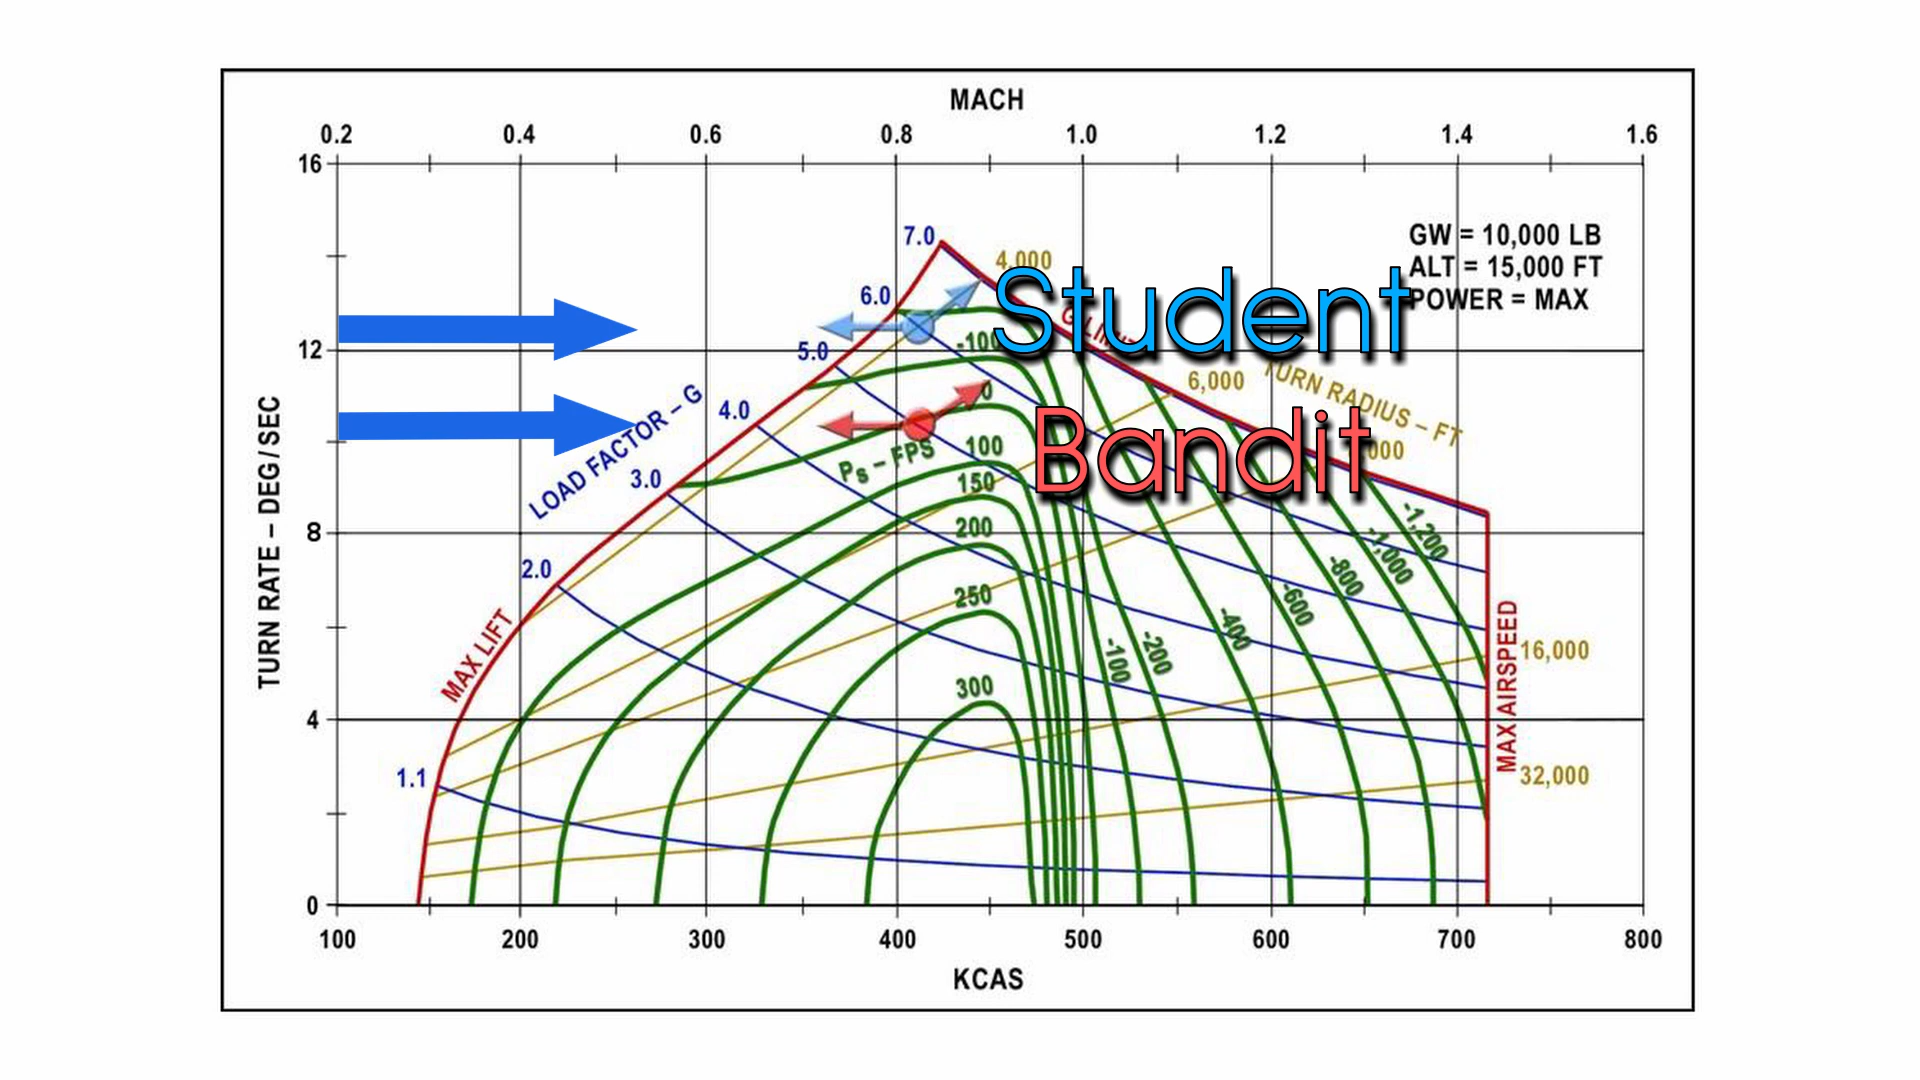 MACH
0.2 0.4 0.6 0.8 1.0 1.2 1.4 1.6
16
GW = 10,000 LB
ALT = 15,000 FT
POWER = MAX
7.0
4,000
6.0
Student
G LIMIT
12
5.0
-100
6,000
TURN RADIUS – FT
0
4.0
LOAD FACTOR – G
Bandit
PS – FPS
100
3.0
150
200
8
-1,200
-1,000
-800
-600
-400
-200
-100
2.0
250
300
TURN RATE – DEG/SEC
MAX LIFT
MAX AIRSPEED
16,000
4
1.1
32,000
0
100 200 300 400 500 600 700 800
KCAS